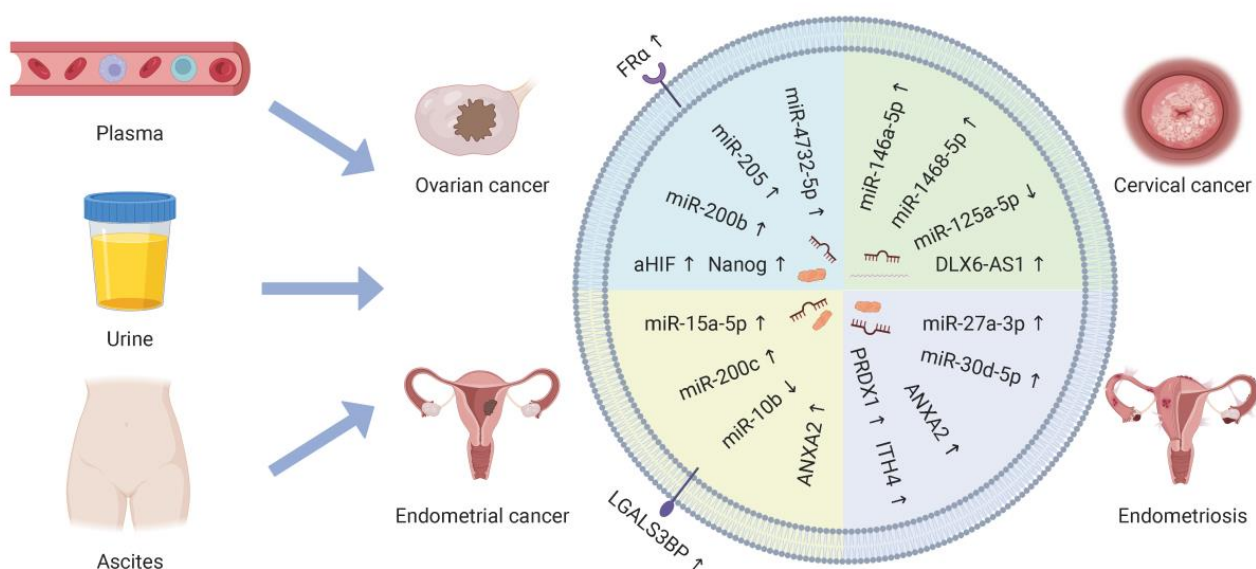 Plasma
Urine
Ascites
Ovarian cancer
Endometrial cancer
FRα ↑
miR-4732-5p ↑
miR-205 ↑
miR-200b ↑
aHIF ↑ Nanog ↑
miR-146a-5p ↑
miR-1468-5p ↑
miR-125a-5p ↓
DLX6-AS1 ↑
miR-15a-5p ↑
miR-200c ↑
miR-10b ↓
ANXA2 ↑
LGALS3BP ↑
miR-27a-3p ↑
miR-30d-5p ↑
ANXA2 ↑
PRDX1 ↑
ITH4 ↑
Cervical cancer
Endometriosis